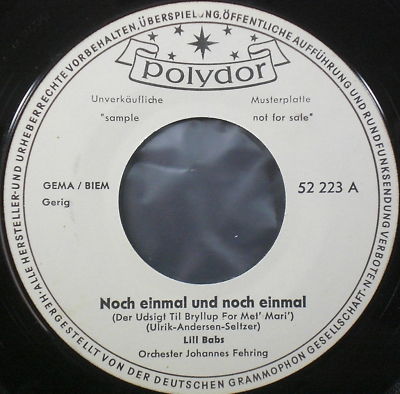 · ALLE HERSTELLER- UND URHEBERRECHTE VORBEHALTEN, ÜBERSPIELUNG, ÖFFENTLICHE AUFFÜHRUNG UND RUNDFUNKSENDUNG VERBOTEN.
polydor
Unverkäufliche Musterplatte
"sample not for sale"
GEMA / BIEM 52 223 A
Gerig
Noch einmal und noch einmal
(Der Udsigt Til Bryllup For Mel' Mari')
(Ulrik-Andersen-Seltzer)
Lill Babs
Orchester Johannes Fehring
HERGESTELLT VON DER DEUTSCHEN GRAMMOPHON GESELLSCHAFT.